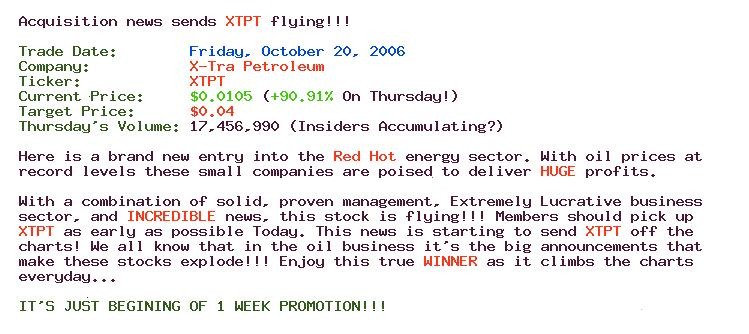 Acquisition news sends XTPT flying!!!
Trade Date: Friday, October 20, 2006
Company: X-Tra Petroleum
Ticker: XTPT
Current Price: $0.0105 (+90.91% On Thursday!)
Target Price: $0.04
Thursday's Volume: 17,456,990 (Insiders Accumulating?)
Here is a brand new entry into the Red Hot energy sector. With oil prices at
record levels these small companies are poised to deliver HUGE profits.
With a combination of solid, proven management, Extremely Lucrative business
sector, and INCREDIBLE news, this stock is flying!!! Members should pick up
XTPT as early as possible Today. This news is starting to send XTPT off the
charts! We all know that in the oil business it's the big announcements that
make these stocks explode!!! Enjoy this true WINNER as it climbs the charts
everyday...
IT'S JUST BEGINING OF 1 WEEK PROMOTION!!!